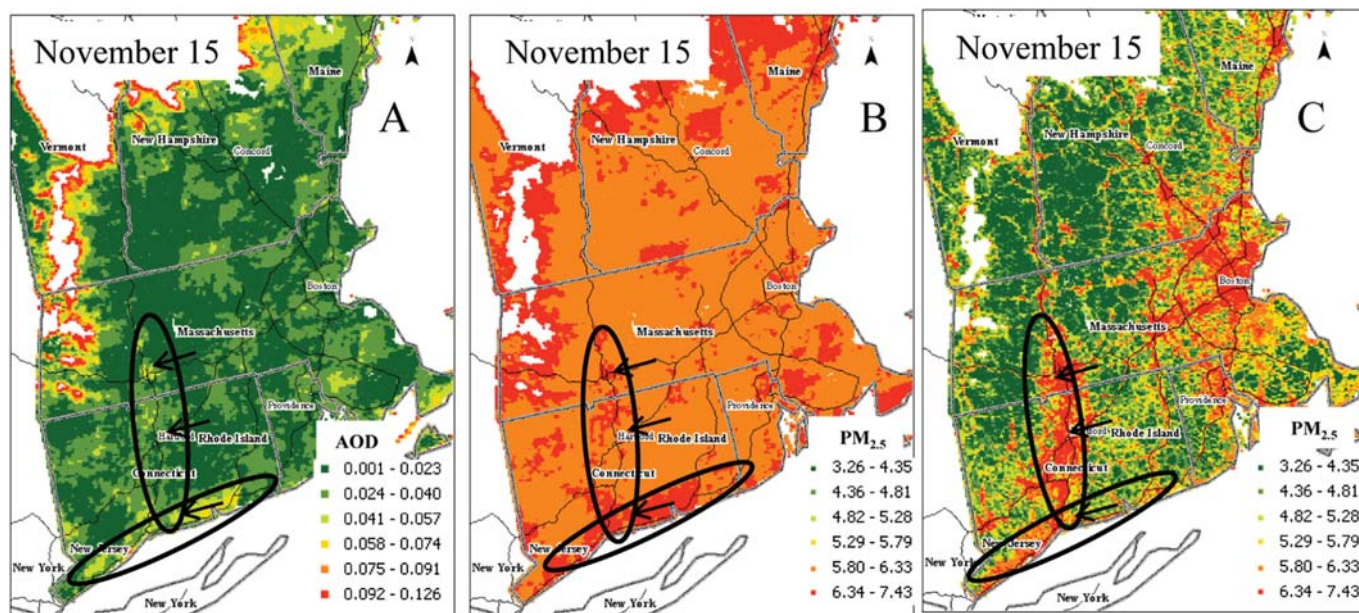 November 15
A
Maine
New Hampshire
Concord
Vermont
Boston
Massachusetts
Providence
Rhode Island
Connecticut
New Jersey
New York
New York
AOD
0.001 - 0.023
0.024 - 0.040
0.041 - 0.057
0.058 - 0.074
0.075 - 0.091
0.092 - 0.126
November 15
B
Maine
New Hampshire
Concord
Vermont
Boston
Massachusetts
Providence
Hartford
Rhode Island
Connecticut
New Jersey
New York
New York
PM2.5
3.26 - 4.35
4.36 - 4.81
4.82 - 5.28
5.29 - 5.79
5.80 - 6.33
6.34 - 7.43
November 15
C
Maine
New Hampshire
Concord
Vermont
Boston
Massachusetts
Providence
Rhode Island
Connecticut
New Jersey
New York
New York
PM2.5
3.26 - 4.35
4.36 - 4.81
4.82 - 5.28
5.29 - 5.79
5.80 - 6.33
6.34 - 7.43